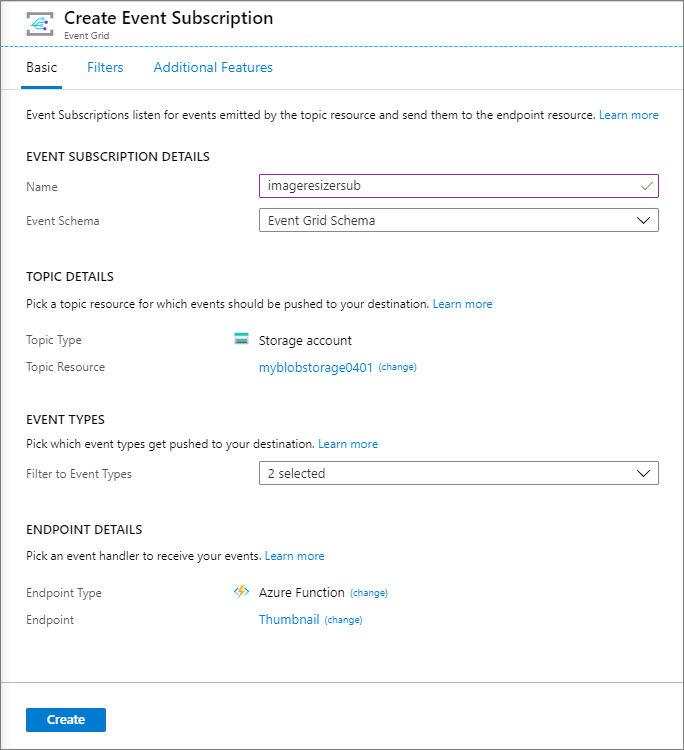 Create Event Subscription
Event Grid
Basic Filters Additional Features
Event Subscriptions listen for events emitted by the topic resource and send them to the endpoint resource. Learn more
EVENT SUBSCRIPTION DETAILS
Name imageresizersub
Event Schema Event Grid Schema
TOPIC DETAILS
Pick a topic resource for which events should be pushed to your destination. Learn more
Topic Type Storage account
Topic Resource myblobstorage0401 (change)
EVENT TYPES
Pick which event types get pushed to your destination. Learn more
Filter to Event Types 2 selected
ENDPOINT DETAILS
Pick an event handler to receive your events. Learn more
Endpoint Type Azure Function (change)
Endpoint Thumbnail (change)
Create